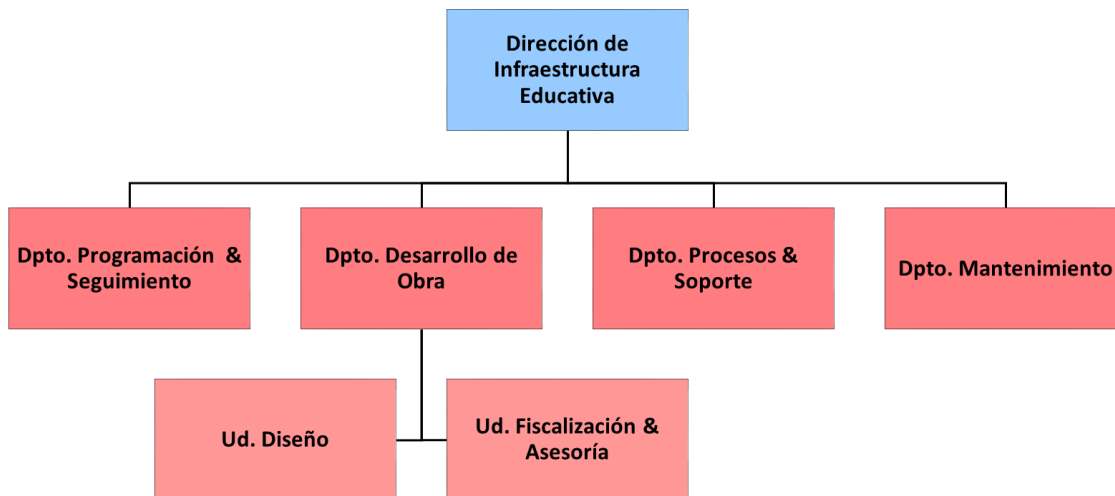 Dirección de
Infraestructura
Educativa
Dpto. Programación &
Seguimiento
Dpto. Desarrollo de
Obra
Dpto. Procesos &
Soporte
Dpto. Mantenimiento
Ud. Diseño
Ud. Fiscalización &
Asesoría